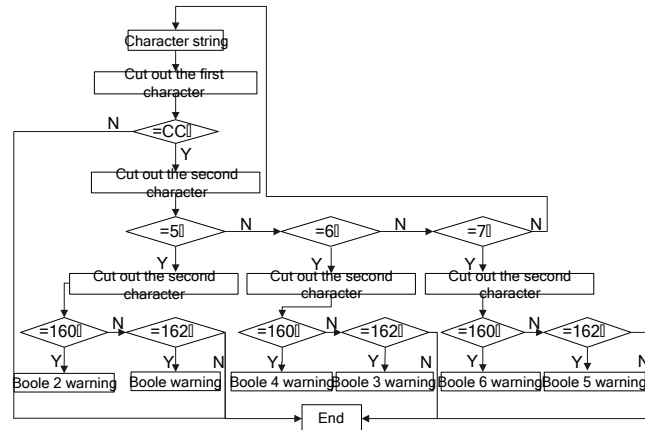 Character string
Cut out the first
character
N
=CC▯
Y
Cut out the second
character
=5▯
N
=6▯
N
=7▯
N
Y
Y
Y
Cut out the second
character
Cut out the second
character
Cut out the second
character
=160▯
N
=162▯
=160▯
N
=162▯
=160▯
N
=162▯
Y
Y
N
Y
Y
N
Y
Y
N
Boole 2 warning
Boole warning
Boole 4 warning
Boole 3 warning
Boole 6 warning
Boole 5 warning
End